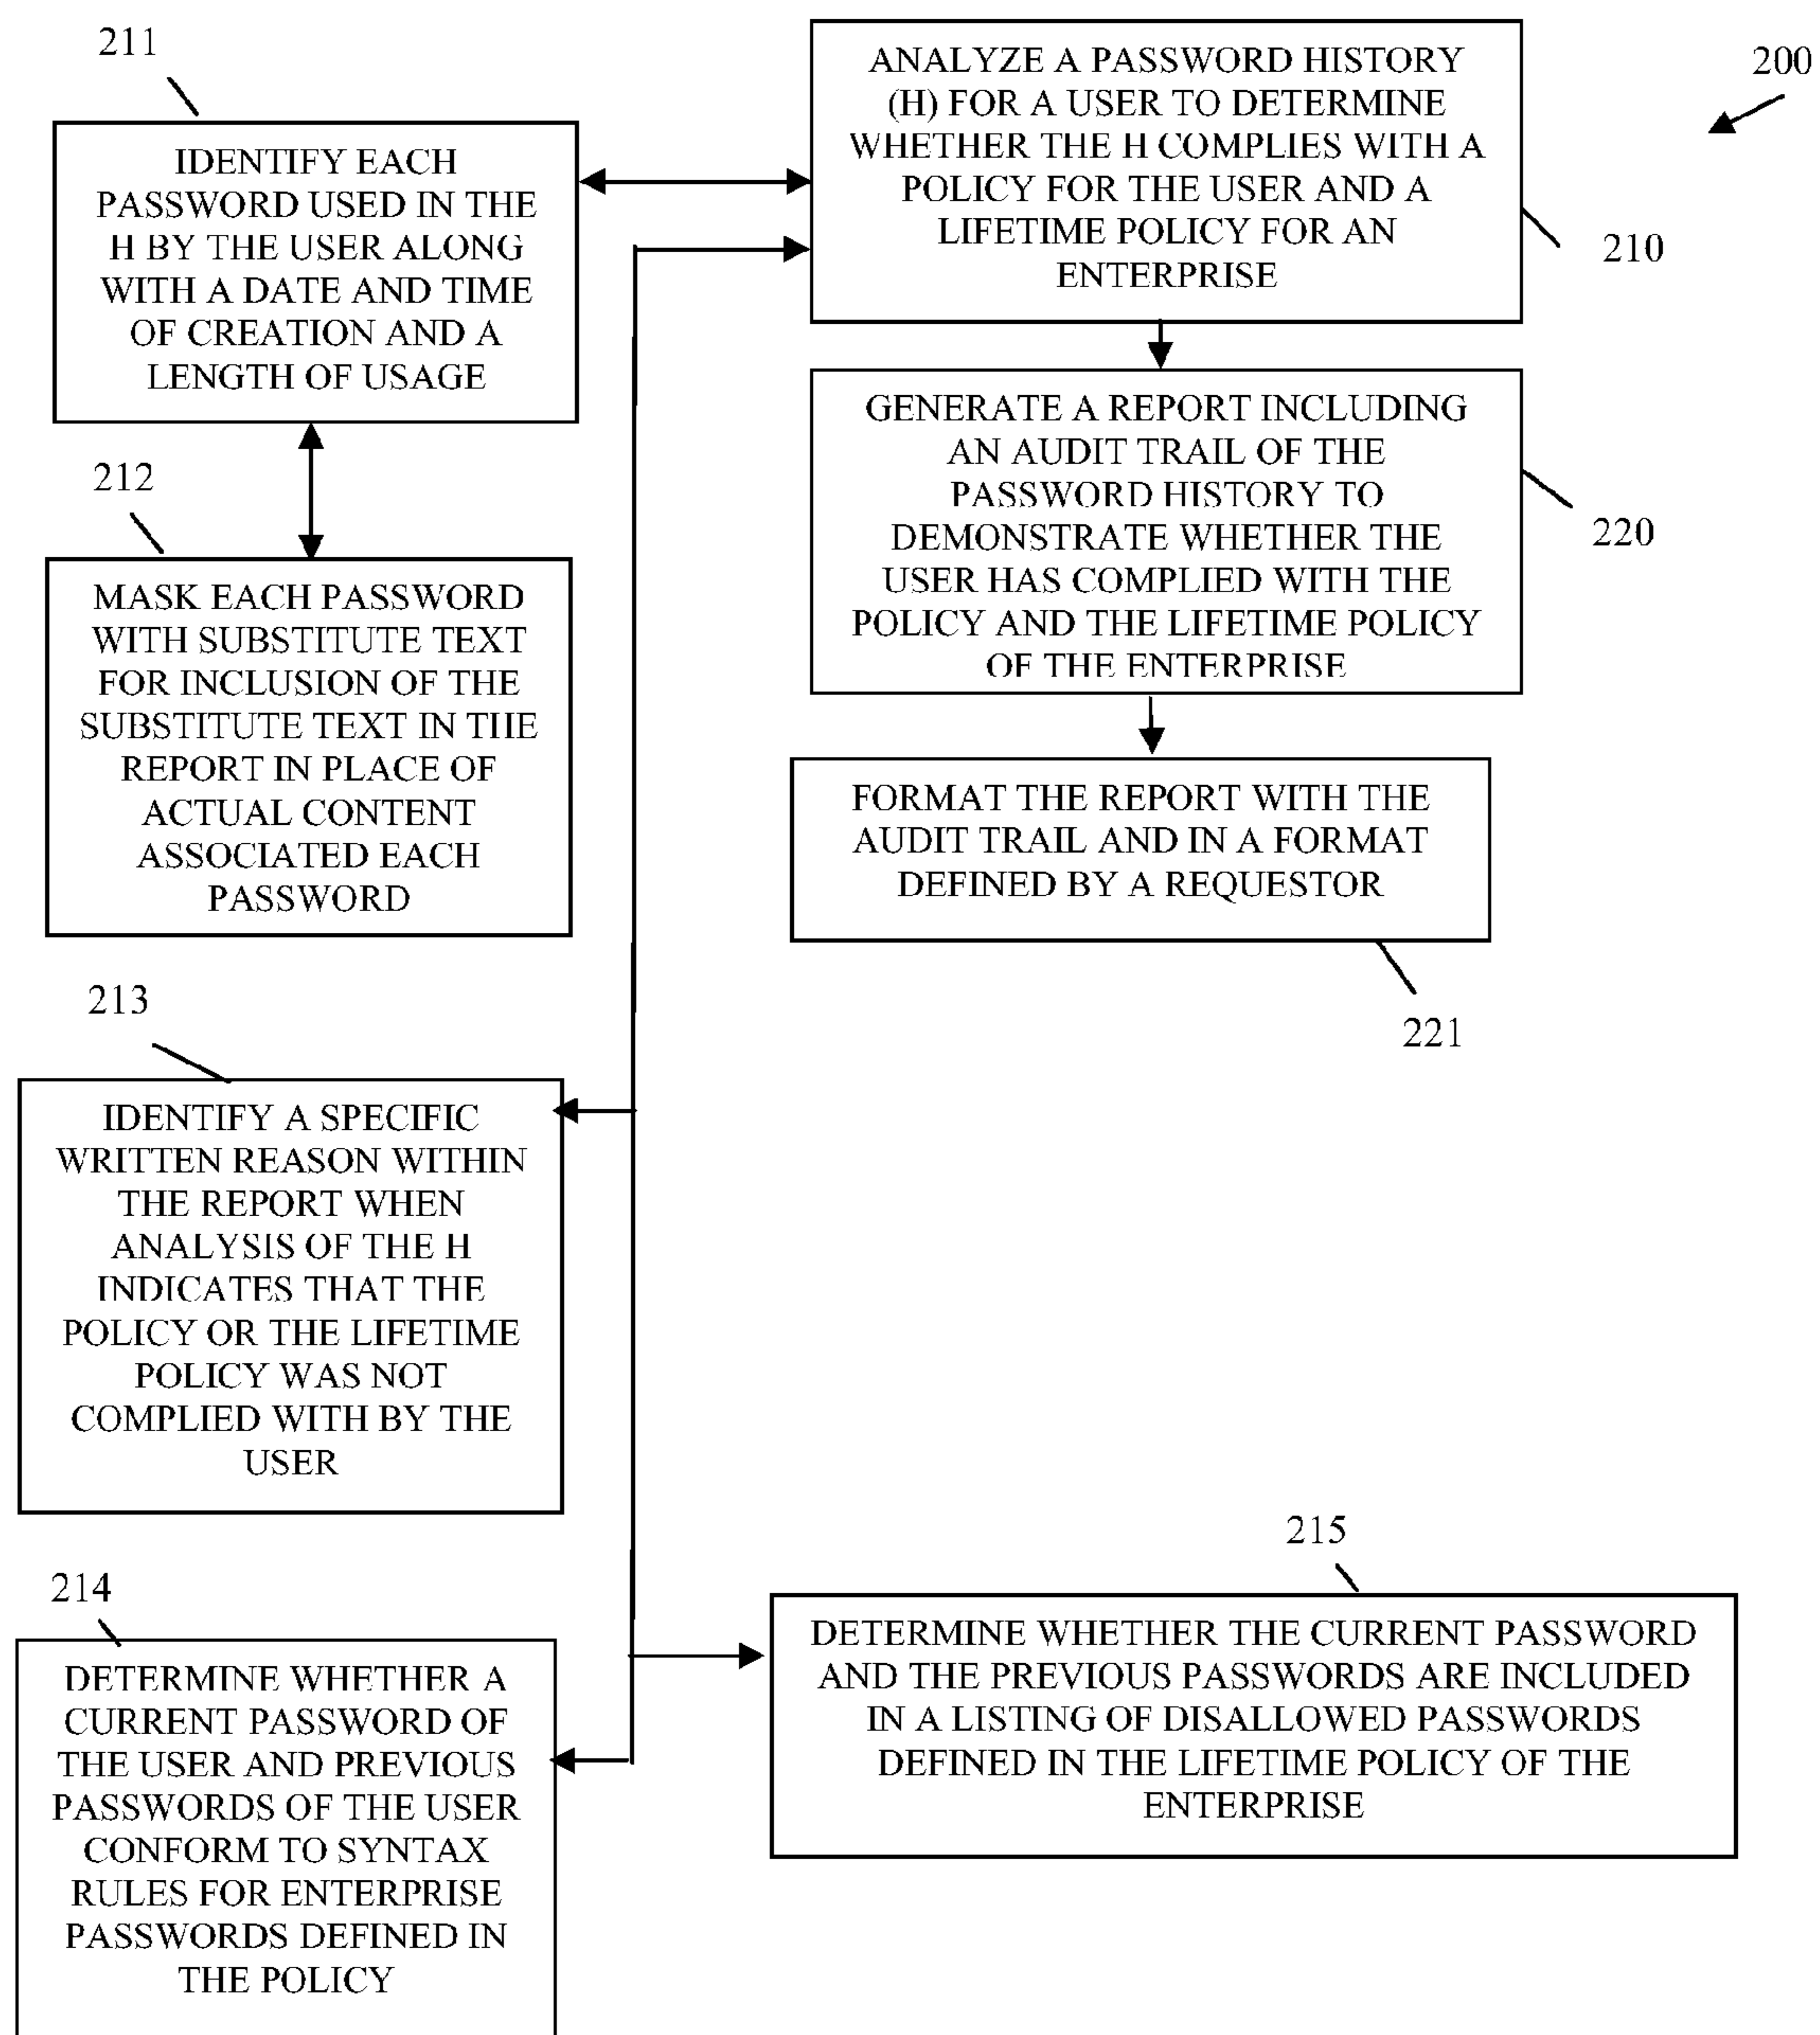 211
IDENTIFY EACH
PASSWORD USED IN THE
H BY THE USER ALONG
WITH A DATE AND TIME
OF CREATION AND A
LENGTH OF USAGE
ANALYZE A PASSWORD HISTORY
(H) FOR A USER TO DETERMINE
WHETHER THE H COMPLIES WITH A
POLICY FOR THE USER AND A
LIFETIME POLICY FOR AN
ENTERPRISE
200
210
212
MASK EACH PASSWORD
WITH SUBSTITUTE TEXT
FOR INCLUSION OF THE
SUBSTITUTE TEXT IN THE
REPORT IN PLACE OF
ACTUAL CONTENT
ASSOCIATED EACH
PASSWORD
GENERATE A REPORT INCLUDING
AN AUDIT TRAIL OF THE
PASSWORD HISTORY TO
DEMONSTRATE WHETHER THE
USER HAS COMPLIED WITH THE
POLICY AND THE LIFETIME POLICY
OF THE ENTERPRISE
220
FORMAT THE REPORT WITH THE
AUDIT TRAIL AND IN A FORMAT
DEFINED BY A REQUESTOR
221
213
IDENTIFY A SPECIFIC
WRITTEN REASON WITHIN
THE REPORT WHEN
ANALYSIS OF THE H
INDICATES THAT THE
POLICY OR THE LIFETIME
POLICY WAS NOT
COMPLIED WITH BY THE
USER
214
DETERMINE WHETHER A
CURRENT PASSWORD OF
THE USER AND PREVIOUS
PASSWORDS OF THE USER
CONFORM TO SYNTAX
RULES FOR ENTERPRISE
PASSWORDS DEFINED IN
THE POLICY
215
DETERMINE WHETHER THE CURRENT PASSWORD
AND THE PREVIOUS PASSWORDS ARE INCLUDED
IN A LISTING OF DISALLOWED PASSWORDS
DEFINED IN THE LIFETIME POLICY OF THE
ENTERPRISE